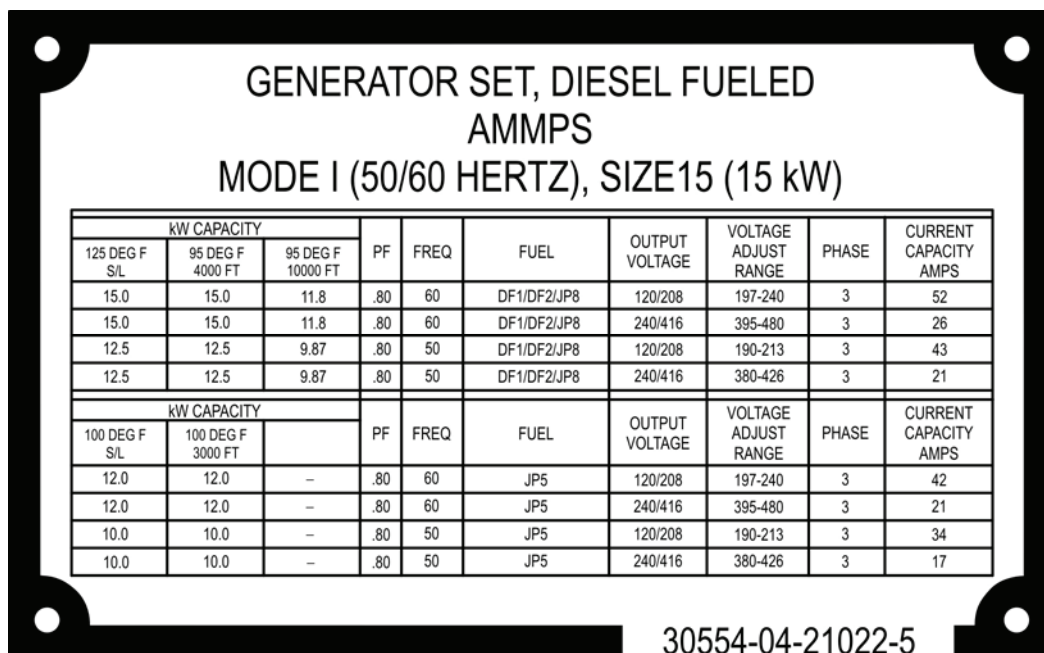 GENERATOR SET, DIESEL FUELED
AMMPS
MODE I (50/60 HERTZ), SIZE15 (15 kW)
kW CAPACITY PF FREQ FUEL OUTPUT VOLTAGE VOLTAGE ADJUST RANGE PHASE CURRENT CAPACITY AMPS
125 DEG F S/L 95 DEG F 4000 FT 95 DEG F 10000 FT
15.0 15.0 11.8 .80 60 DF1/DF2/JP8 120/208 197-240 3 52
15.0 15.0 11.8 .80 60 DF1/DF2/JP8 240/416 395-480 3 26
12.5 12.5 9.87 .80 50 DF1/DF2/JP8 120/208 190-213 3 43
12.5 12.5 9.87 .80 50 DF1/DF2/JP8 240/416 380-426 3 21
kW CAPACITY PF FREQ FUEL OUTPUT VOLTAGE VOLTAGE ADJUST RANGE PHASE CURRENT CAPACITY AMPS
100 DEG F S/L 100 DEG F 3000 FT
12.0 12.0 – .80 60 JP5 120/208 197-240 3 42
12.0 12.0 – .80 60 JP5 240/416 395-480 3 21
10.0 10.0 – .80 50 JP5 120/208 190-213 3 34
10.0 10.0 – .80 50 JP5 240/416 380-426 3 17
30554-04-21022-5